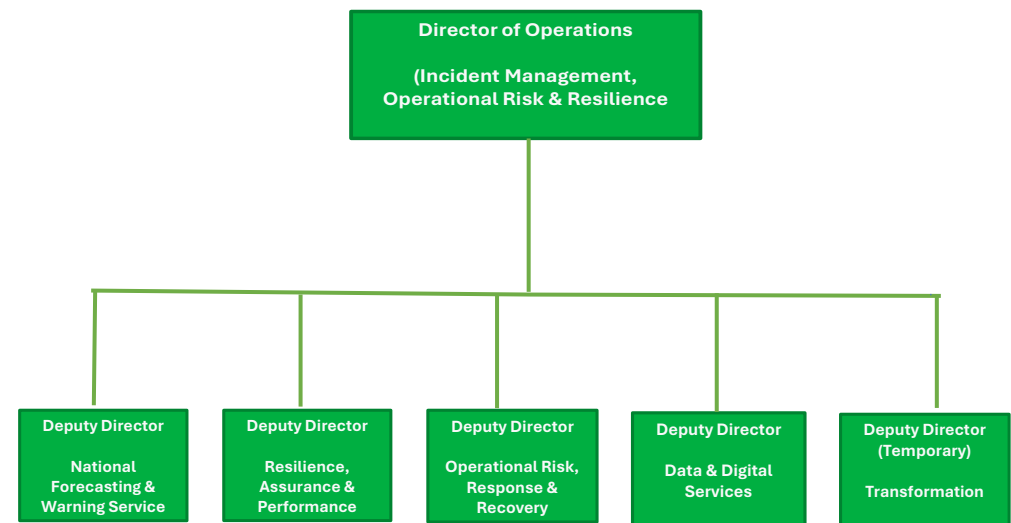 Director of Operations
(Incident Management,
Operational Risk & Resilience
Deputy Director
National
Forecasting &
Warning Service
Deputy Director
Resilience,
Assurance &
Performance
Deputy Director
Operational Risk,
Response &
Recovery
Deputy Director
Data & Digital
Services
Deputy Director
(Temporary)
Transformation